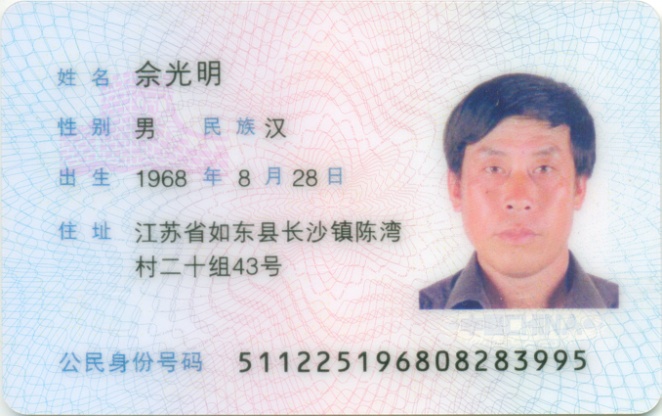 姓名 佘光明
性别 男 民族 汉
出生 1968 年 8 月 28 日
住址 江苏省如东县长沙镇陈湾
村二十组43号
公民身份号码 511225196808283995